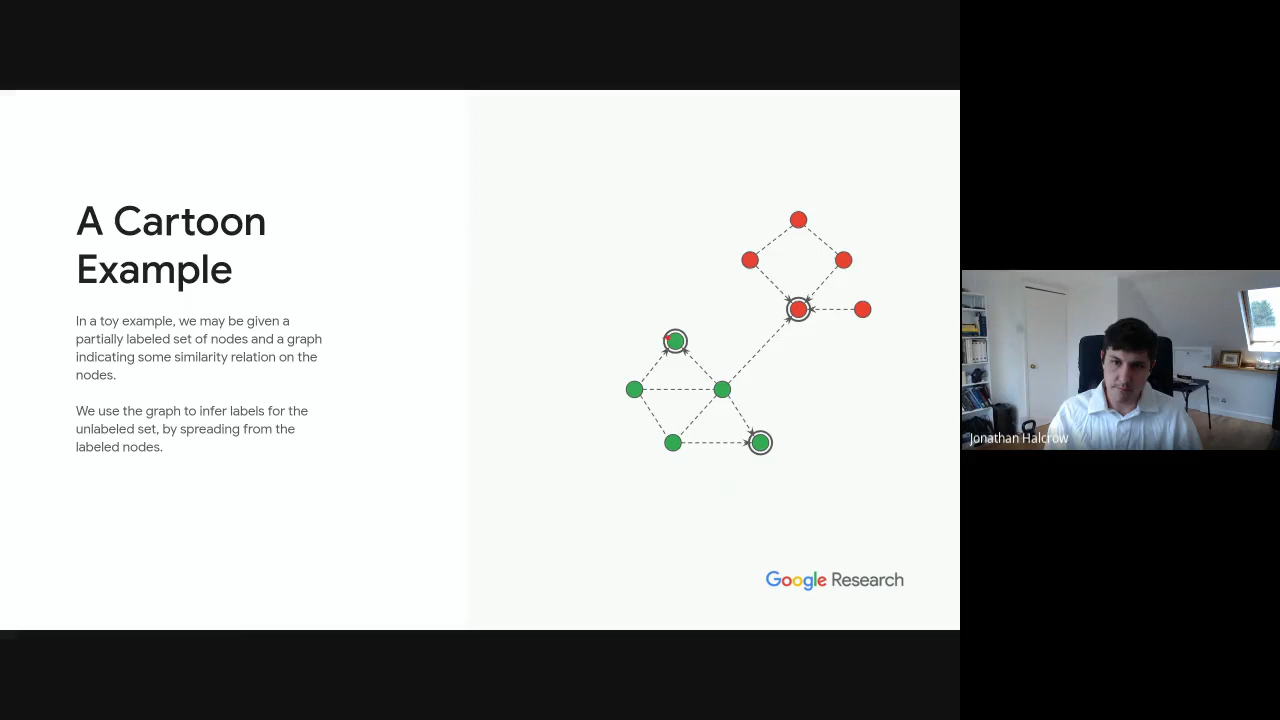 A Cartoon
Example
In a toy example, we may be given a
partially labeled set of nodes and a graph
indicating some similarity relation on the
nodes.
We use the graph to infer labels for the
unlabeled set, by spreading from the
labeled nodes.
Google Research
Jonathan Halcrow